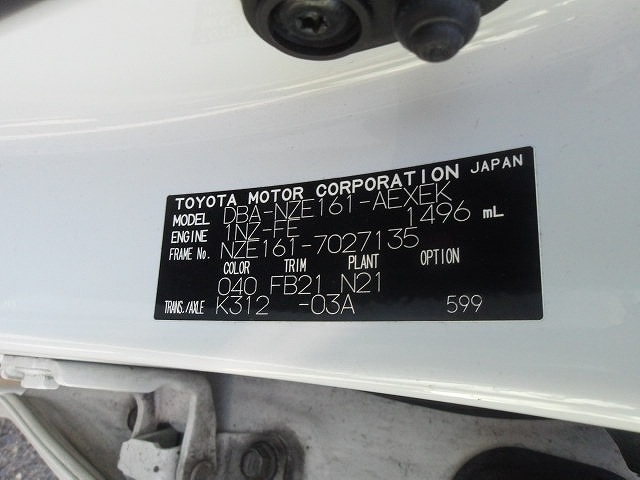 TOYOTA MOTOR CORPORATION JAPAN
MODEL DBA-NZE161-AEXEK
ENGINE 1NZ-FE 1496 mL
FRAME No. NZE161-7027135
COLOR TRIM PLANT OPTION
040 FB21 N21
TRANS./AXLE K312 -03A 599